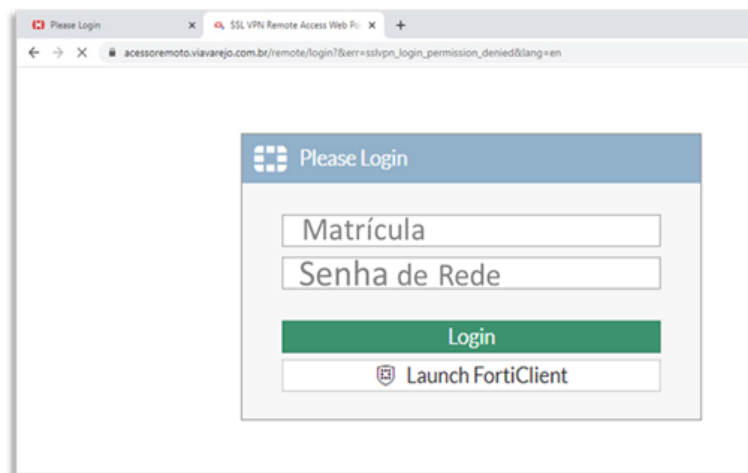 Please Login
SSL VPN Remote Access Web Po
acessoremoto.viavarejo.com.br/remote/login?&err=sslvpn_login_permission_denied&lang=en
Please Login
Matrícula
Senha de Rede
Login
Launch FortiClient